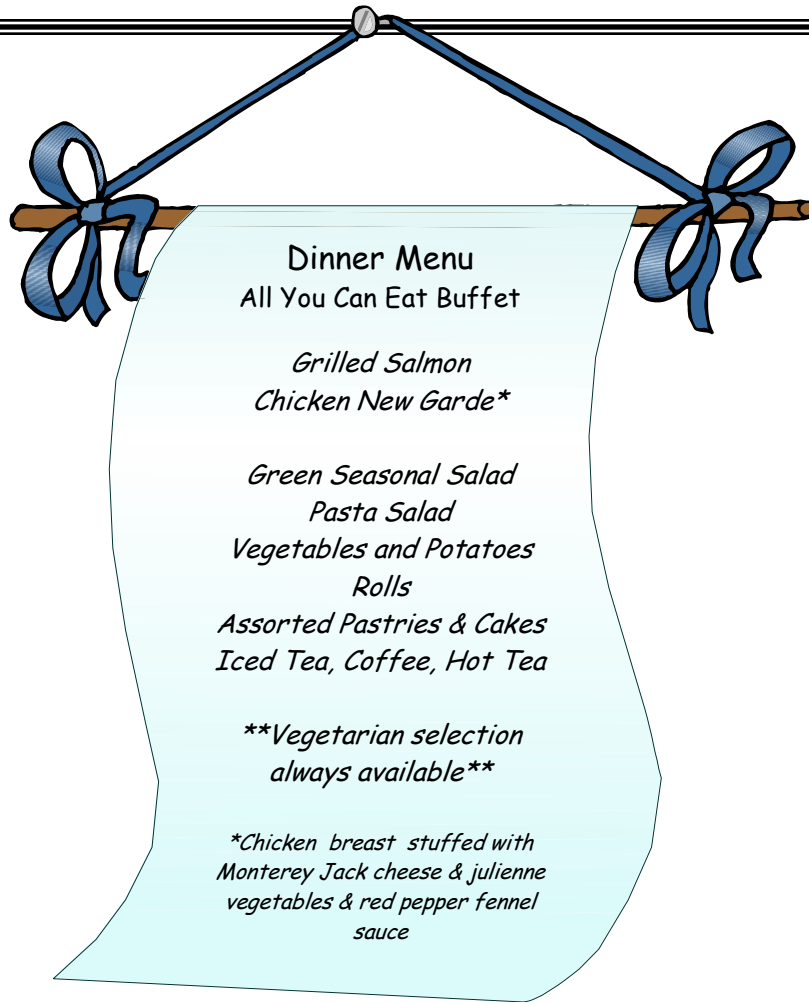 Dinner Menu
All You Can Eat Buffet
Grilled Salmon
Chicken New Garde*
Green Seasonal Salad
Pasta Salad
Vegetables and Potatoes
Rolls
Assorted Pastries & Cakes
Iced Tea, Coffee, Hot Tea
**Vegetarian selection
always available**
*Chicken breast stuffed with
Monterey Jack cheese & julienne
vegetables & red pepper fennel
sauce